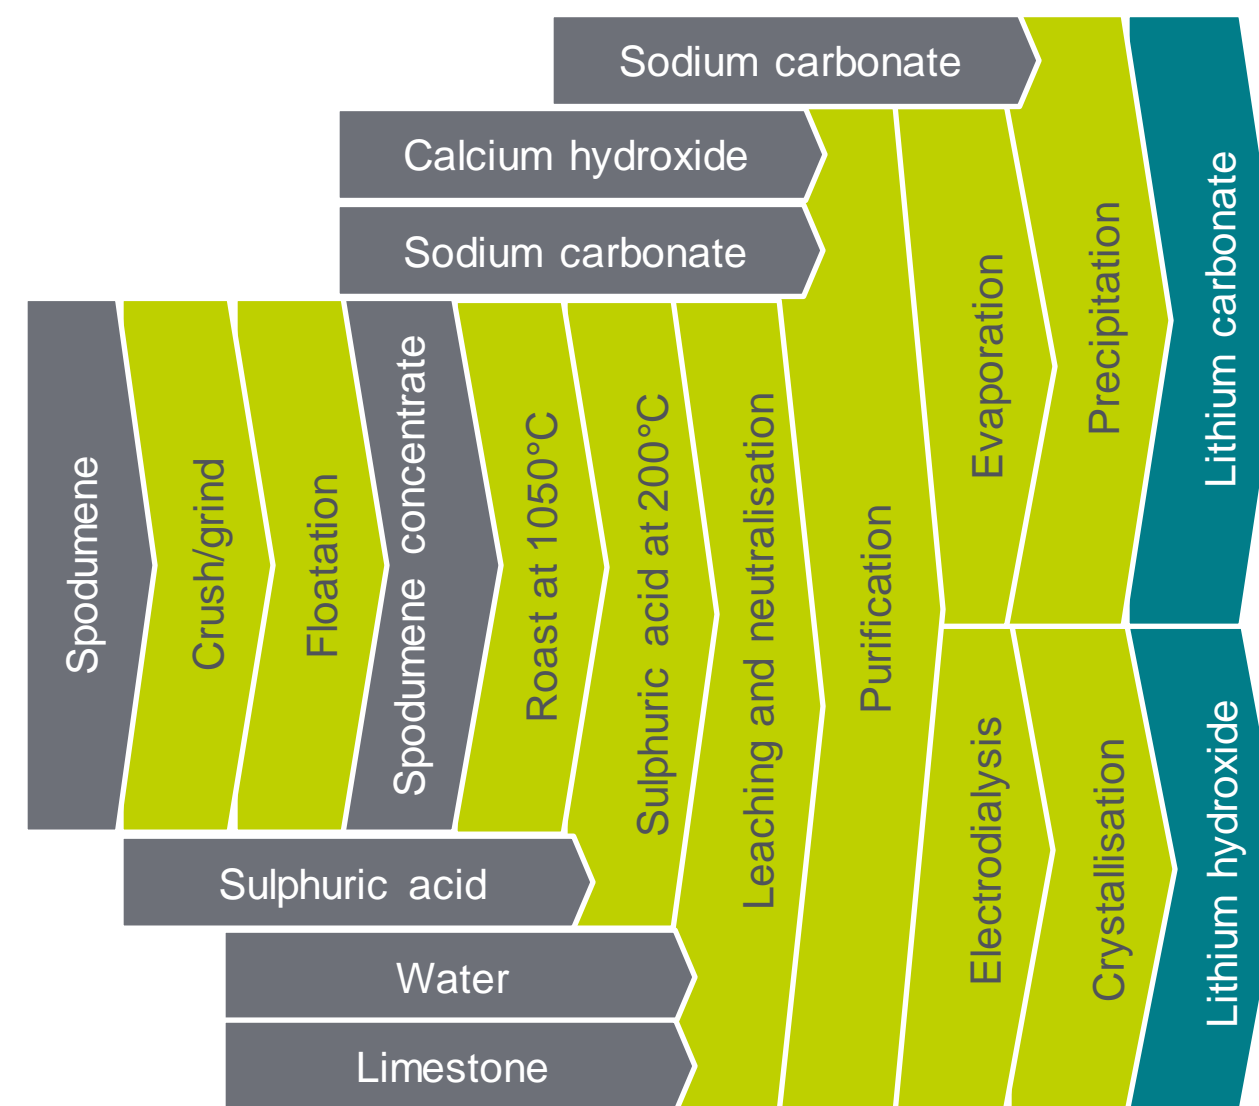 Sodium carbonate
Calcium hydroxide
Sodium carbonate
Spodumene
Crush/grind
Floatation
Spodumene concentrate
Roast at 1050°C
Sulphuric acid at 200°C
Leaching and neutralisation
Purification
Evaporation
Precipitation
Lithium carbonate
Electrodialysis
Crystallisation
Lithium hydroxide
Sulphuric acid
Water
Limestone